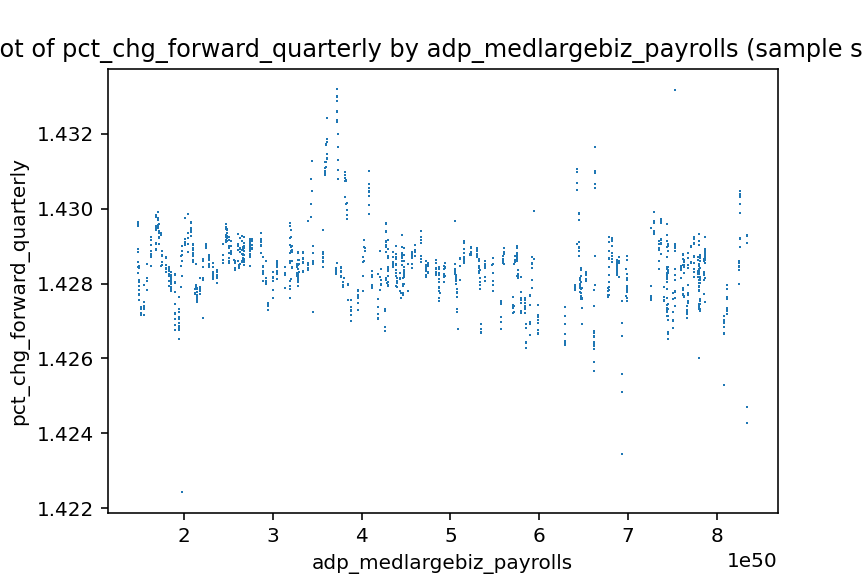 ot of pct_chg_forward_quarterly by adp_medlargebiz_payrolls (sample s
1.432
1.430
1.428
1.426
1.424
1.422
pct_chg_forward_quarterly
2 3 4 5 6 7 8
1e50
adp_medlargebiz_payrolls